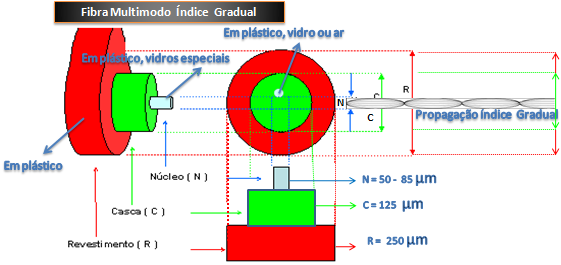 Fibra Multimodo Índice Gradual
Em plástico, vidro ou ar
Em plástico, vidros especiais
R
C
N
C
Propagação Índice Gradual
Em plástico
Núcleo ( N )
N = 50 - 85 µm
Casca ( C )
C = 125 µm
Revestimento ( R )
R = 250 µm